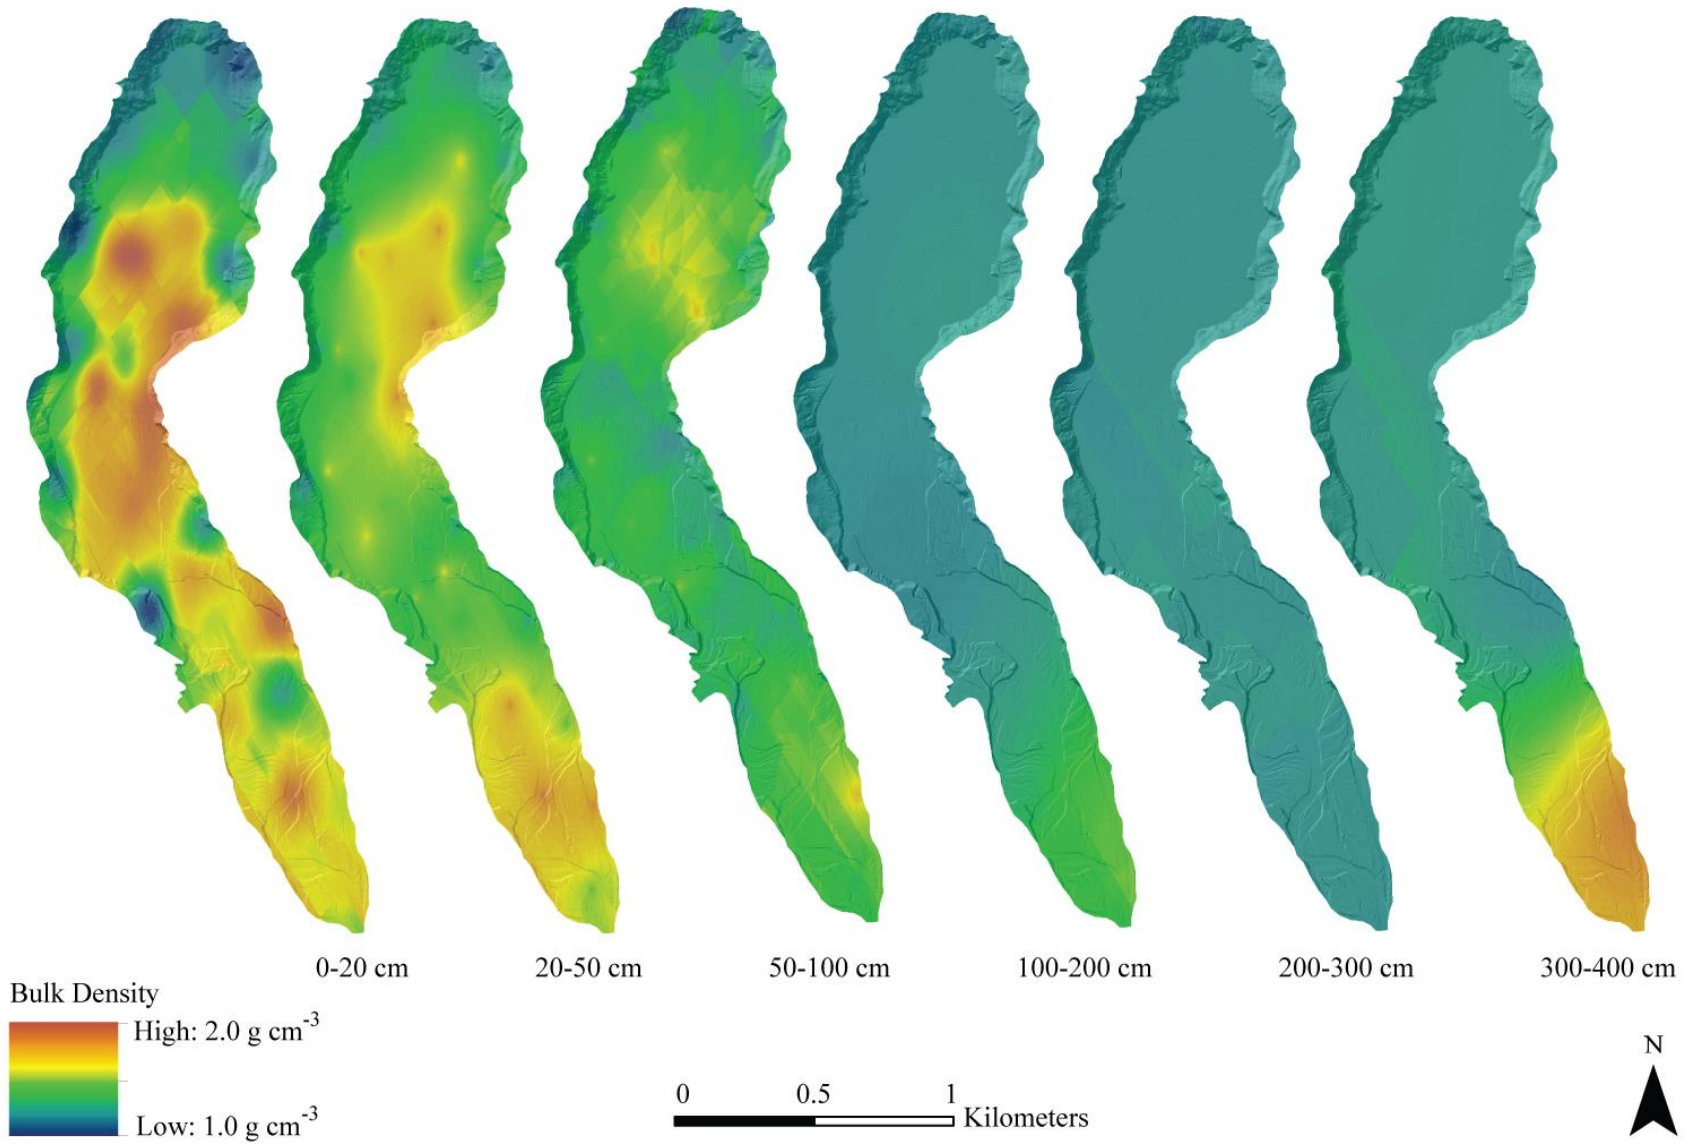 0-20 cm 20-50 cm 50-100 cm 100-200 cm 200-300 cm 300-400 cm
Bulk Density
High: 2.0 g cm⁻³
Low: 1.0 g cm⁻³
0 0.5 1
Kilometers
N